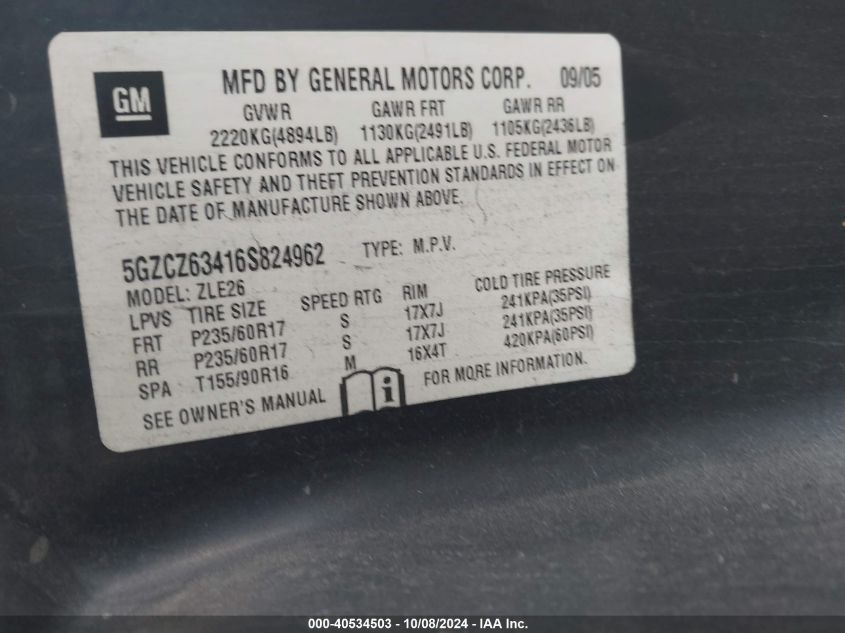 GM
MFD BY GENERAL MOTORS CORP. 09/05
GVWR GAWR FRT GAWR RR
2220KG(4894LB) 1130KG(2491LB) 1105KG(2436LB)
THIS VEHICLE CONFORMS TO ALL APPLICABLE U.S. FEDERAL MOTOR
VEHICLE SAFETY AND THEFT PREVENTION STANDARDS IN EFFECT ON
THE DATE OF MANUFACTURE SHOWN ABOVE.
5GZCZ63416S824962 TYPE: M.P.V.
MODEL: ZLE26
LPVS TIRE SIZE SPEED RTG RIM COLD TIRE PRESSURE
FRT P235/60R17 S 17X7J 241KPA(35PSI)
RR P235/60R17 S 17X7J 241KPA(35PSI)
SPA T155/90R16 M 16X4T 420KPA(60PSI)
SEE OWNER'S MANUAL i FOR MORE INFORMATION.
000-40534503 - 10/08/2024 - IAA Inc.